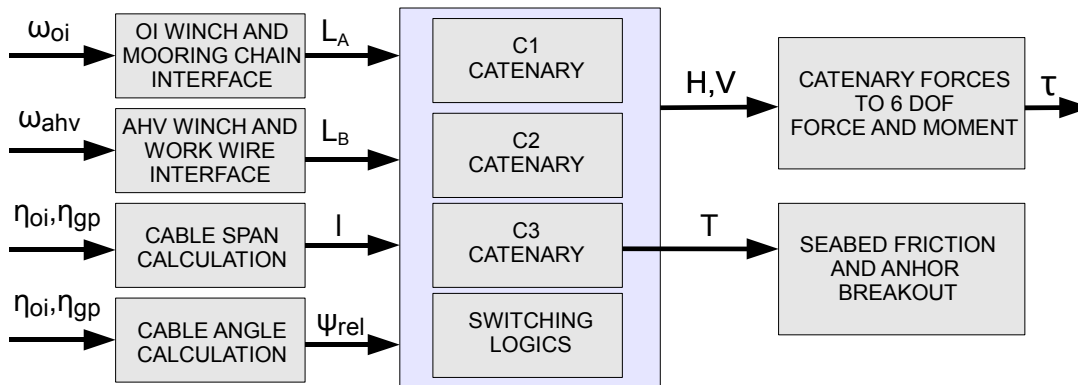 ωoi
OI WINCH AND
MOORING CHAIN
INTERFACE
LA
ωahv
AHV WINCH AND
WORK WIRE
INTERFACE
LB
ηoi,ηgp
CABLE SPAN
CALCULATION
l
ηoi,ηgp
CABLE ANGLE
CALCULATION
Ψrel
C1
CATENARY
C2
CATENARY
C3
CATENARY
SWITCHING
LOGICS
H,V
CATENARY FORCES
TO 6 DOF
FORCE AND MOMENT
τ
T
SEABED FRICTION
AND ANHOR
BREAKOUT